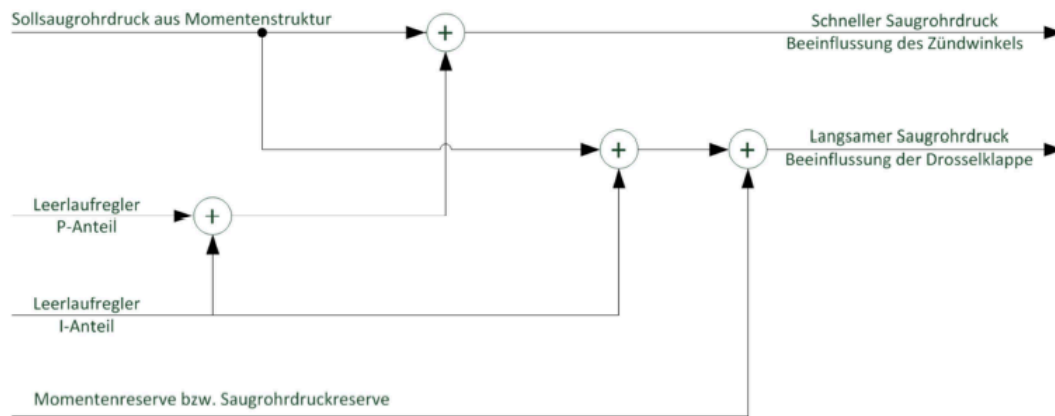 Sollsaugrohrdruck aus Momentenstruktur
+
Schneller Saugrohrdruck
Beeinflussung des Zündwinkels
+
+
Langsamer Saugrohrdruck
Beeinflussung der Drosselklappe
Leerlaufregler
P-Anteil
+
Leerlaufregler
I-Anteil
Momentenreserve bzw. Saugrohrdruckreserve